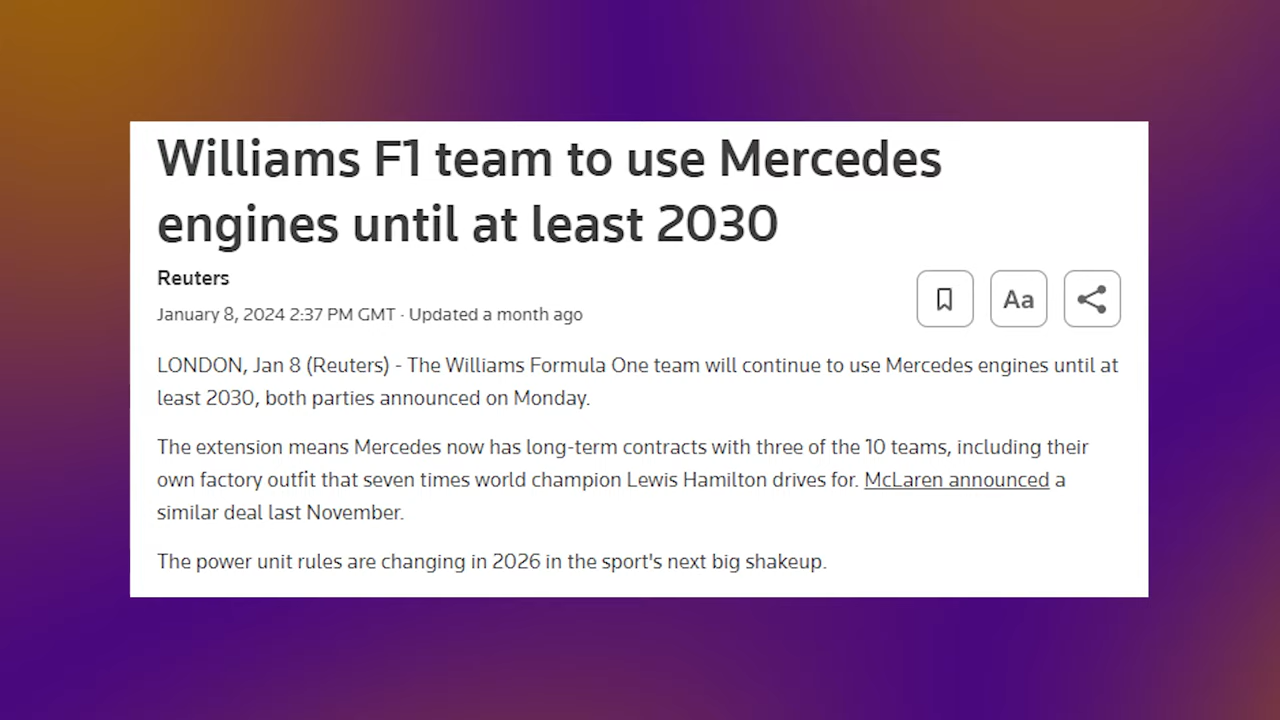 Williams F1 team to use Mercedes
engines until at least 2030
Reuters
January 8, 2024 2:37 PM GMT · Updated a month ago
Aa
LONDON, Jan 8 (Reuters) - The Williams Formula One team will continue to use Mercedes engines until at
least 2030, both parties announced on Monday.
The extension means Mercedes now has long-term contracts with three of the 10 teams, including their
own factory outfit that seven times world champion Lewis Hamilton drives for. McLaren announced a
similar deal last November.
The power unit rules are changing in 2026 in the sport's next big shakeup.